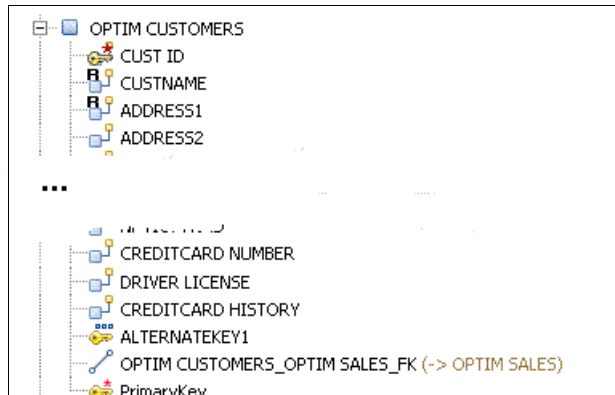 OPTIM CUSTOMERS
CUST ID
R CUSTNAME
R ADDRESS1
ADDRESS2
...
CREDITCARD NUMBER
DRIVER LICENSE
CREDITCARD HISTORY
ALTERNATEKEY1
OPTIM CUSTOMERS_OPTIM SALES_FK (-> OPTIM SALES)
PrimaryKey